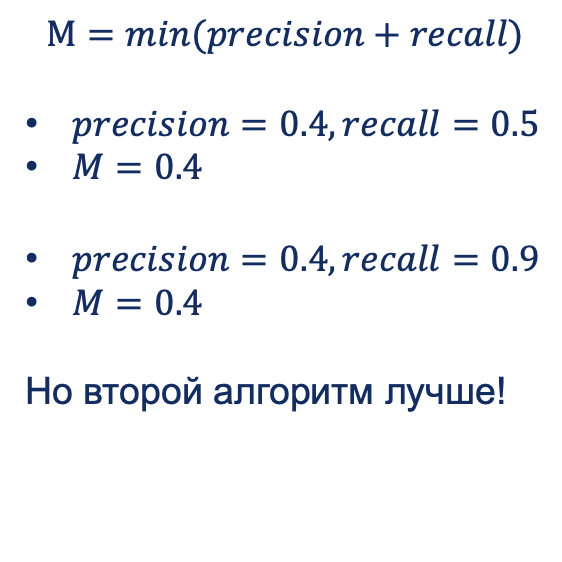 M = min(precision + recall)
• precision = 0.4, recall = 0.5
• M = 0.4
• precision = 0.4, recall = 0.9
• M = 0.4
Но второй алгоритм лучше!